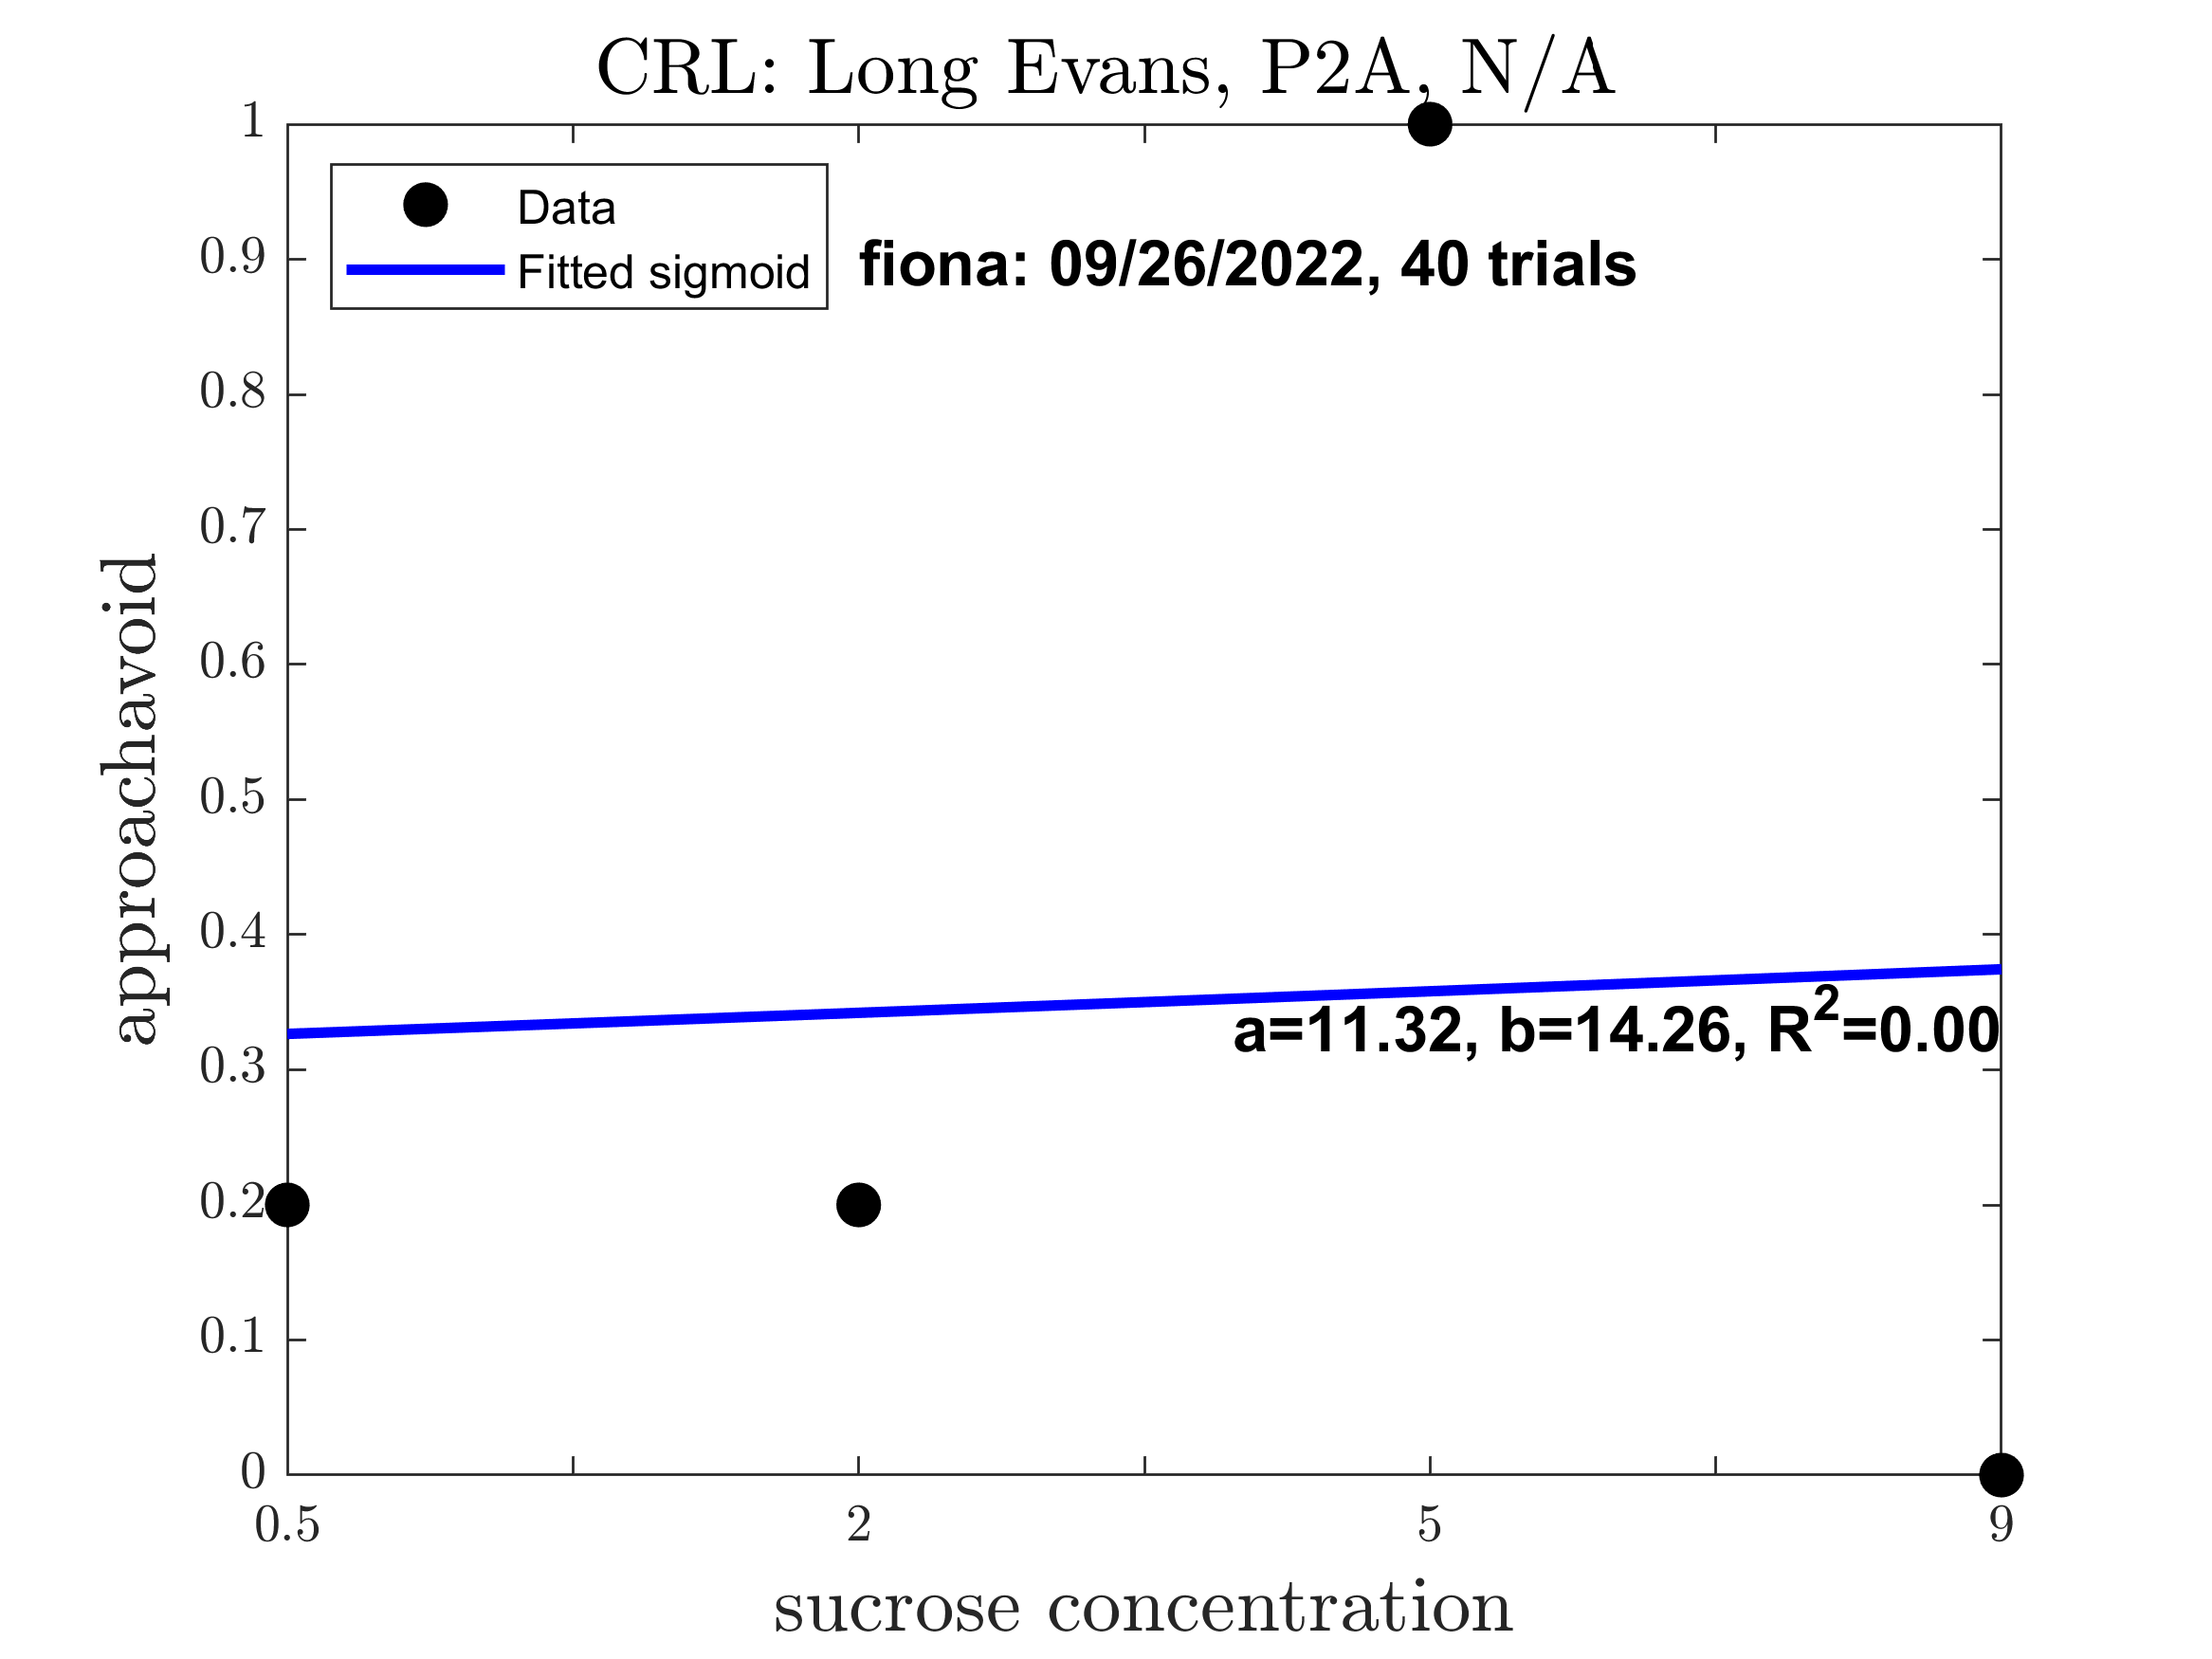 CRL: Long Evans, P2A, N/A
Data
Fitted sigmoid
fiona: 09/26/2022, 40 trials
1
0.9
0.8
0.7
0.6
0.5
0.4
0.3
0.2
0.1
0
approachavoid
a=11.32, b=14.26, R²=0.00
0.5 2 5 9
sucrose concentration